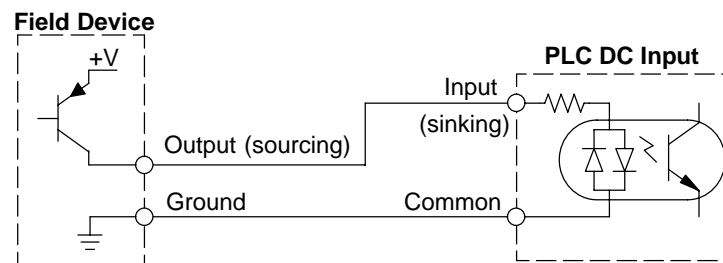 Field Device
+V
PLC DC Input
Input
(sinking)
Output (sourcing)
Ground
Common